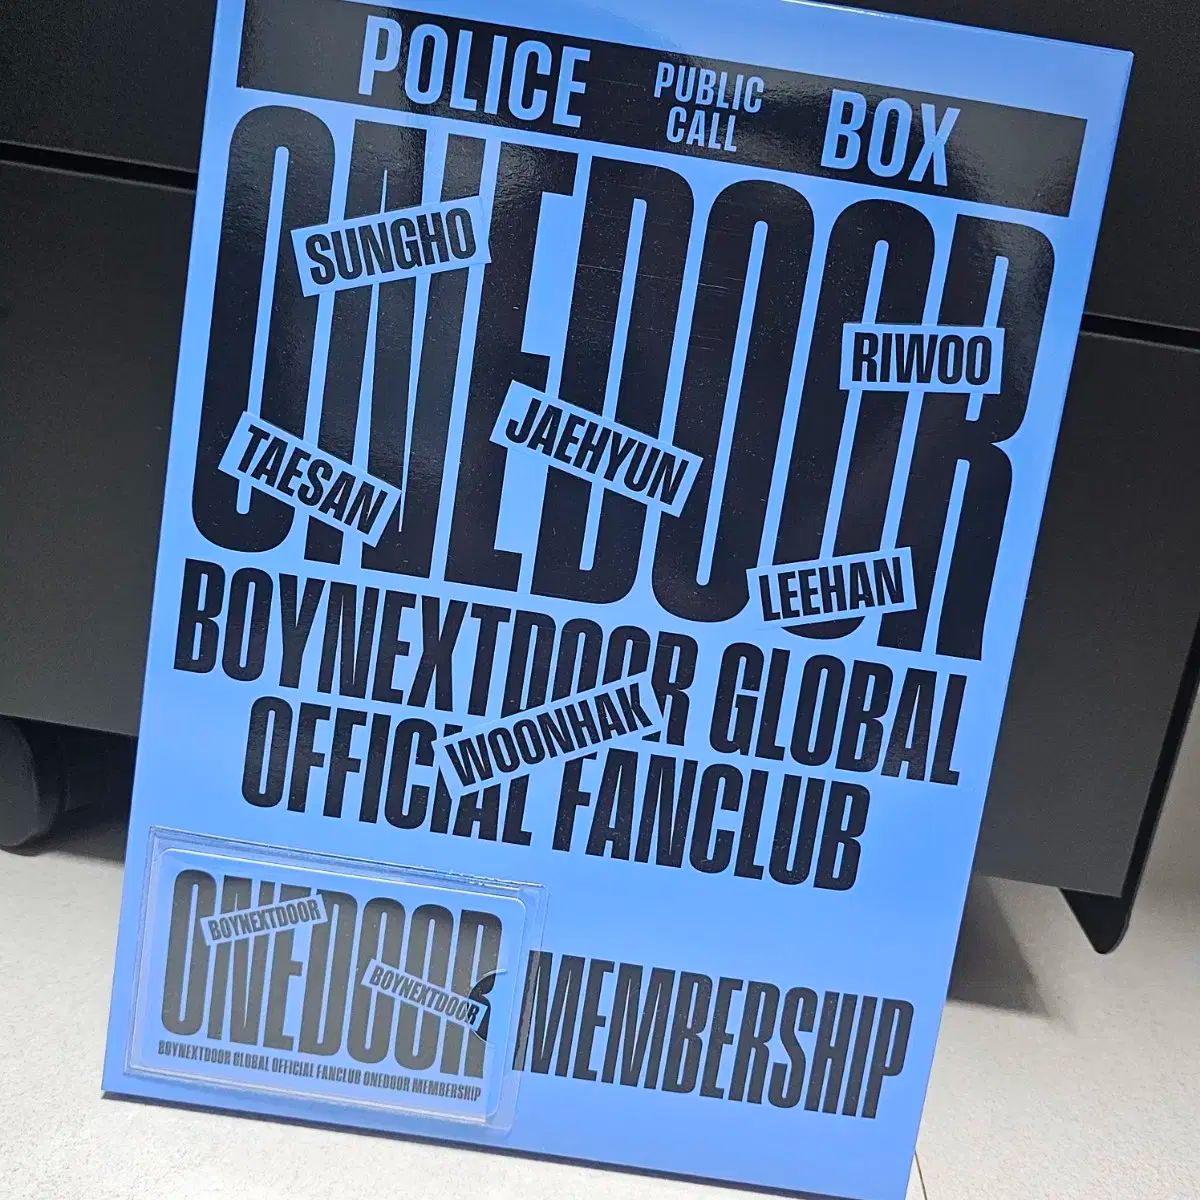 POLICE PUBLIC CALL BOX
ONEDOOR
SUNGHO
RIWOO
JAEHYUN
TAESAN
LEEHAN
BOYNEXTDOOR GLOBAL
WOONHAK
OFFICIAL FANCLUB
ONEDOOR
BOYNEXTDOOR
BOYNEXTDOOR
BOYNEXTDOOR GLOBAL OFFICIAL FANCLUB ONEDOOR MEMBERSHIP
MEMBERSHIP